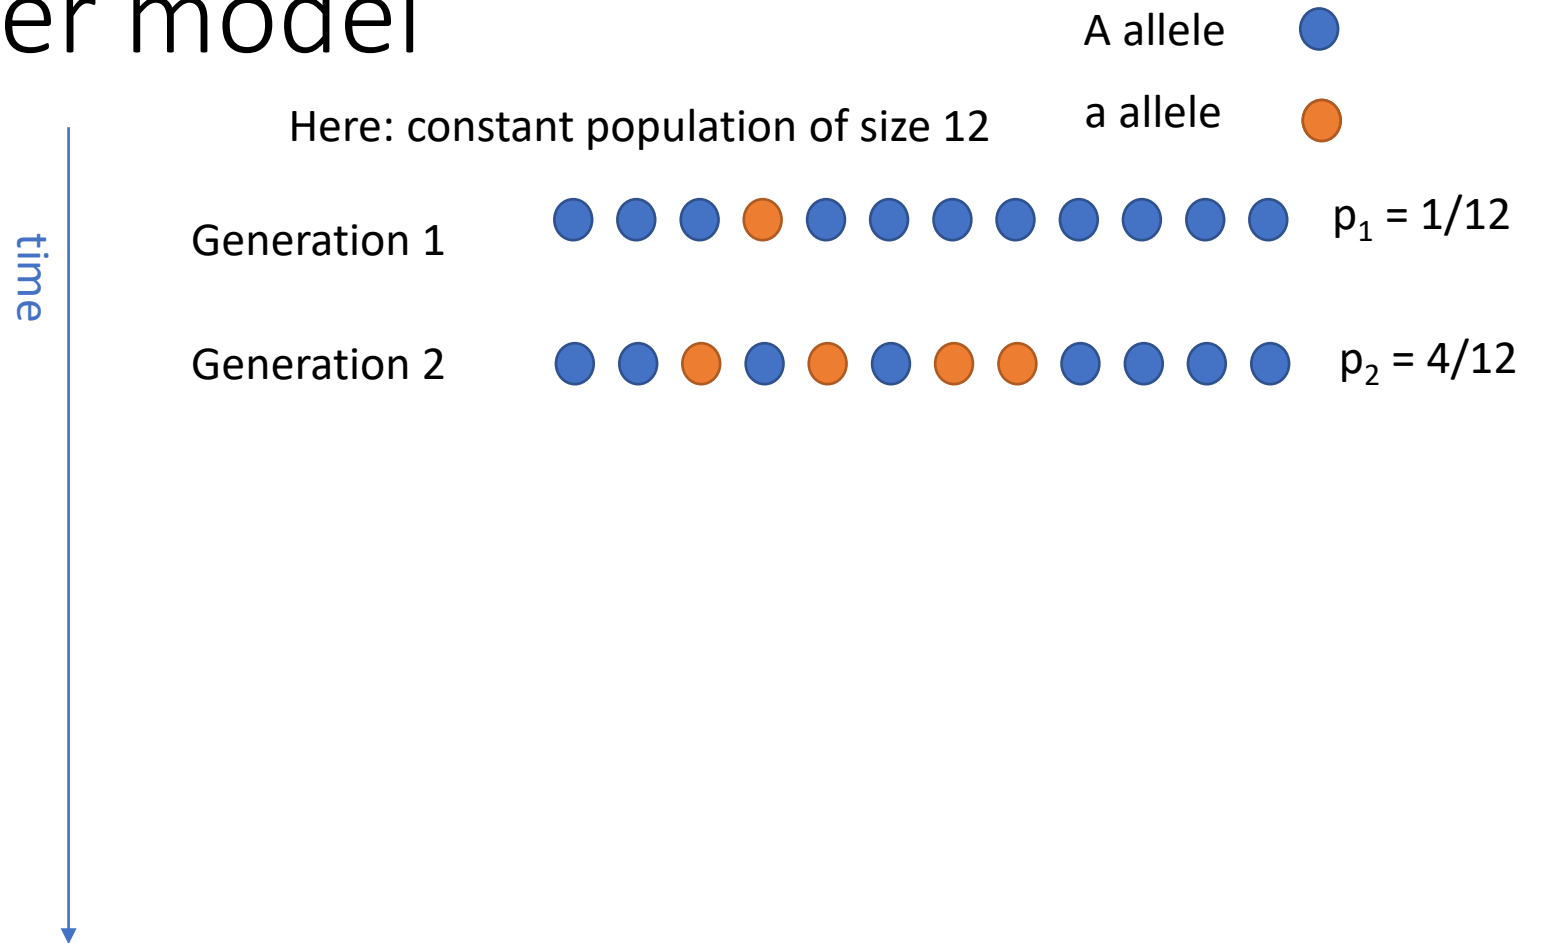 er model
A allele
a allele
Here: constant population of size 12
time
Generation 1
p₁ = 1/12
Generation 2
p₂ = 4/12